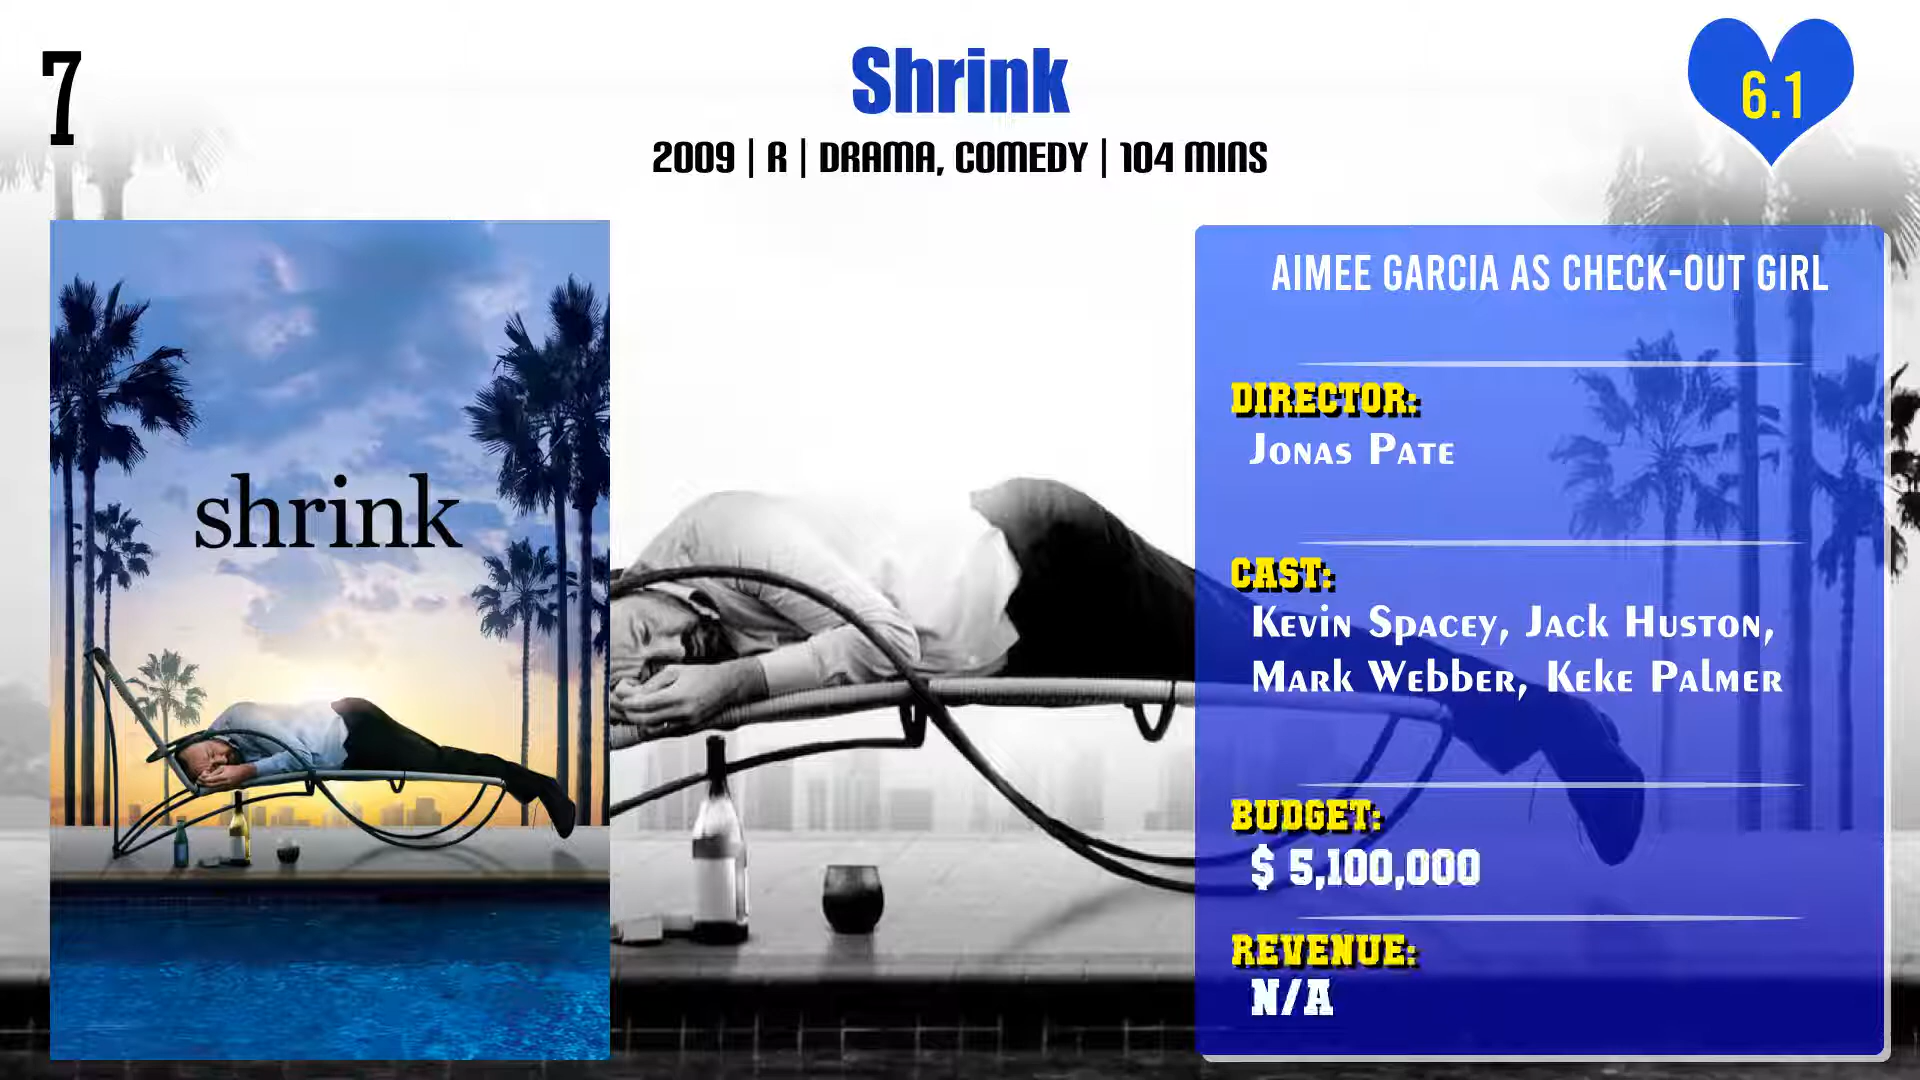 7
Shrink
6.1
2009 | R | DRAMA, COMEDY | 104 MINS
shrink
AIMEE GARCIA AS CHECK-OUT GIRL
DIRECTOR:
JONAS PATE
CAST:
KEVIN SPACEY, JACK HUSTON,
MARK WEBBER, KEKE PALMER
BUDGET:
$ 5,100,000
REVENUE:
N/A